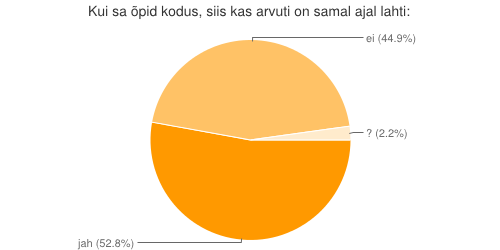 Kui sa õpid kodus, siis kas arvuti on samal ajal lahti:
ei (44.9%)
? (2.2%)
jah (52.8%)